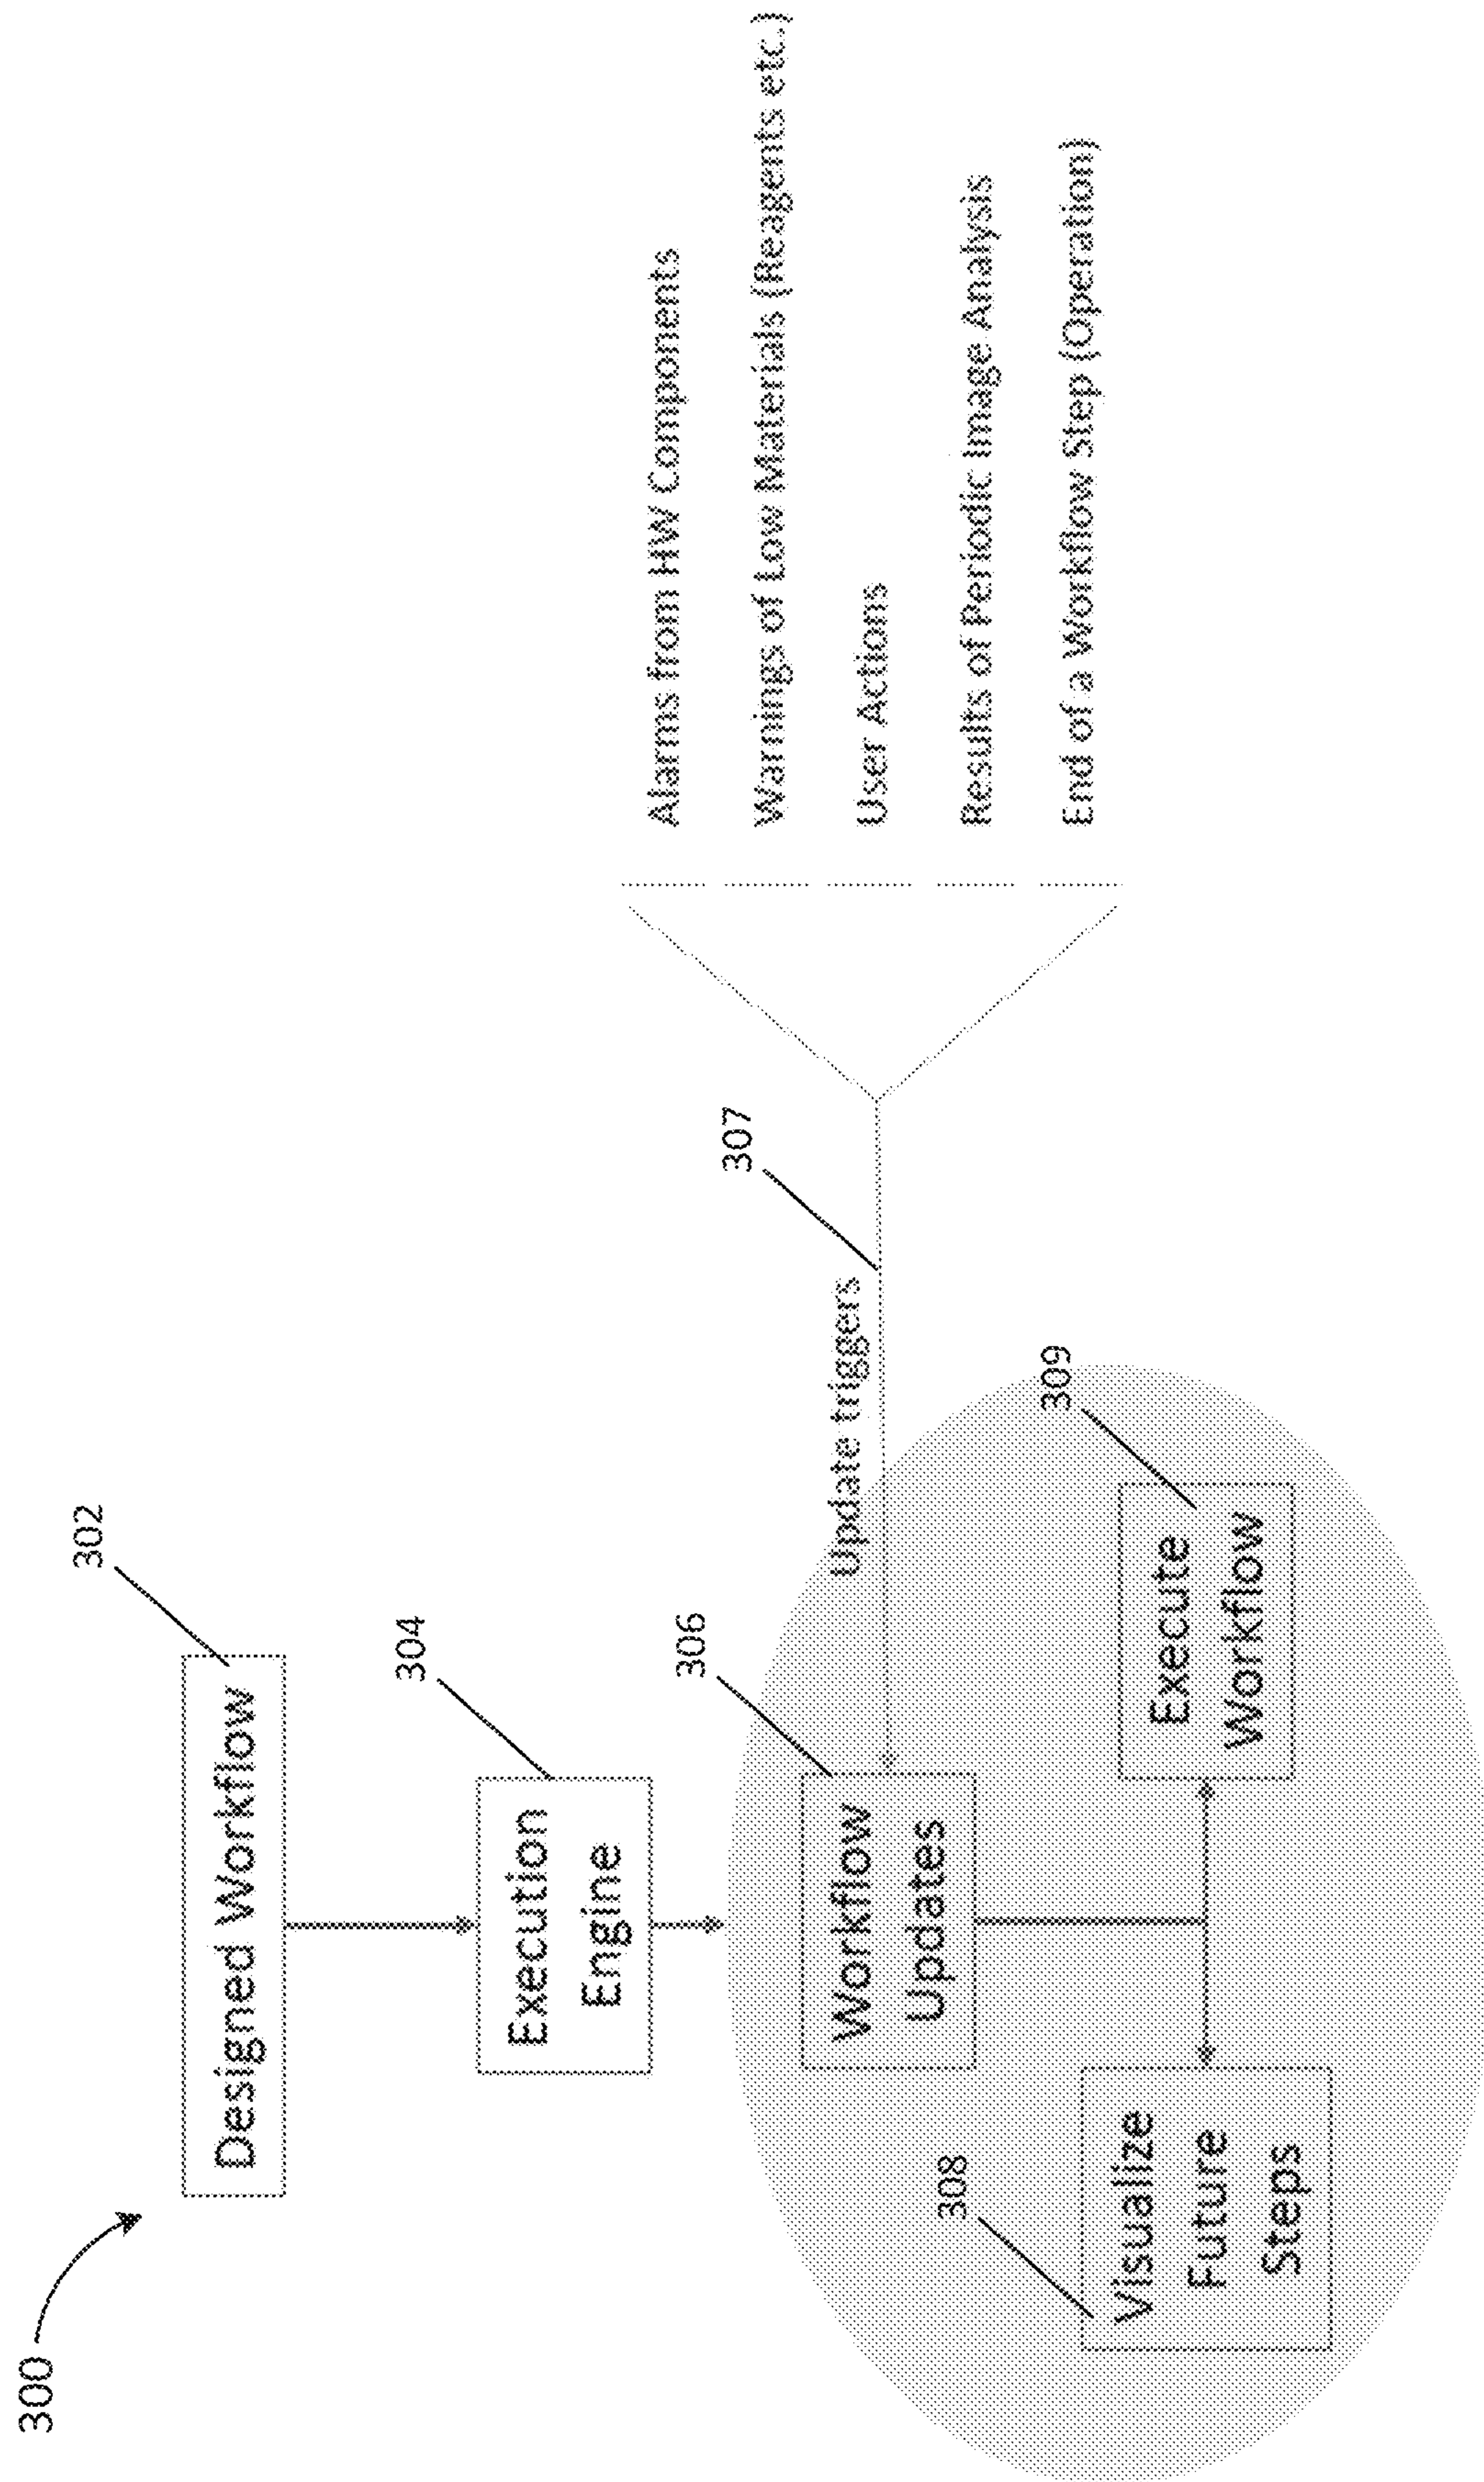 300
302
Designed Workflow
304
Execution
Engine
306
Workflow
Updates
Update triggers
307
Alarms from HW Components
Warnings of Low Materials (Reagents etc.)
User Actions
Results of Periodic Image Analysis
End of a Workflow Step (Operation)
308
Visualize
Future
Steps
309
Execute
Workflow